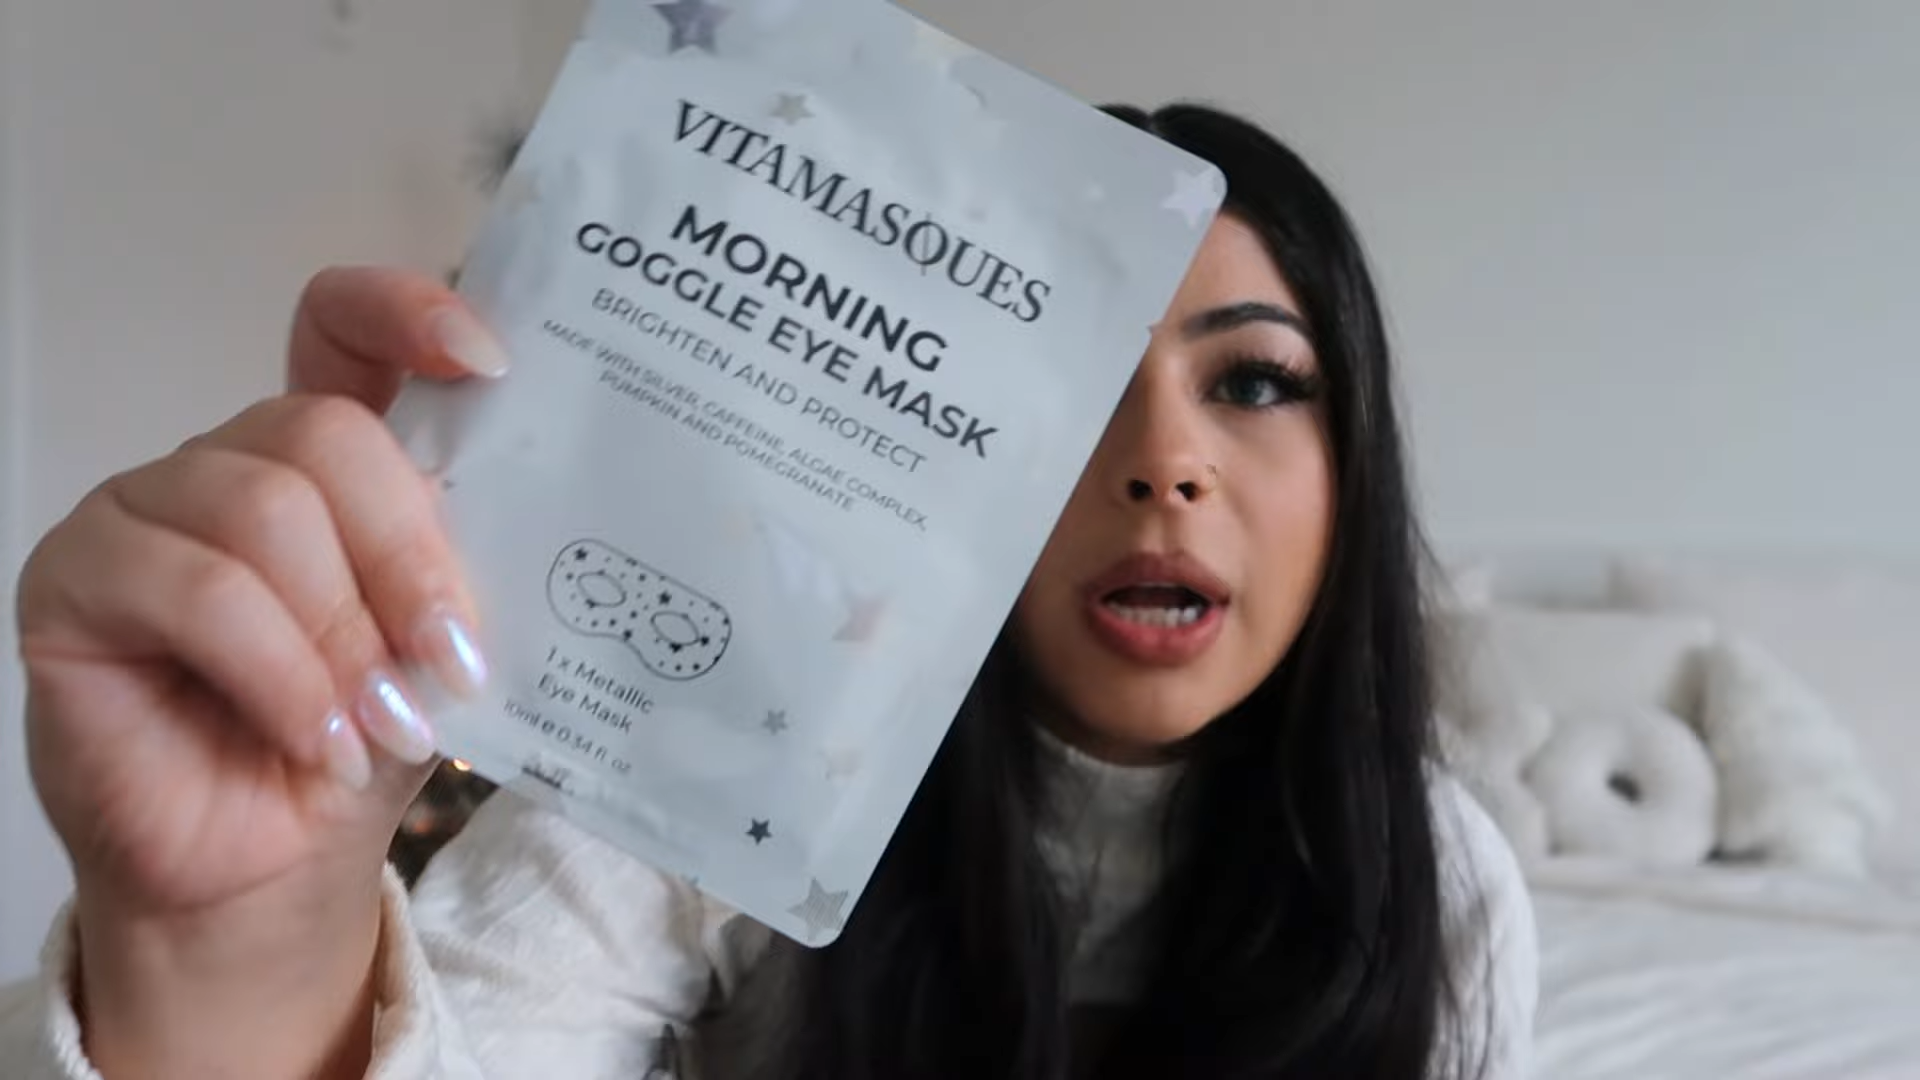 VITAMASQUES
MORNING
GOGGLE EYE MASK
BRIGHTEN AND PROTECT
MADE WITH SILVER, CAFFEINE, ALGAE COMPLEX,
PUMPKIN AND POMEGRANATE
1 x Metallic
Eye Mask
10ml e 0.34 fl. oz